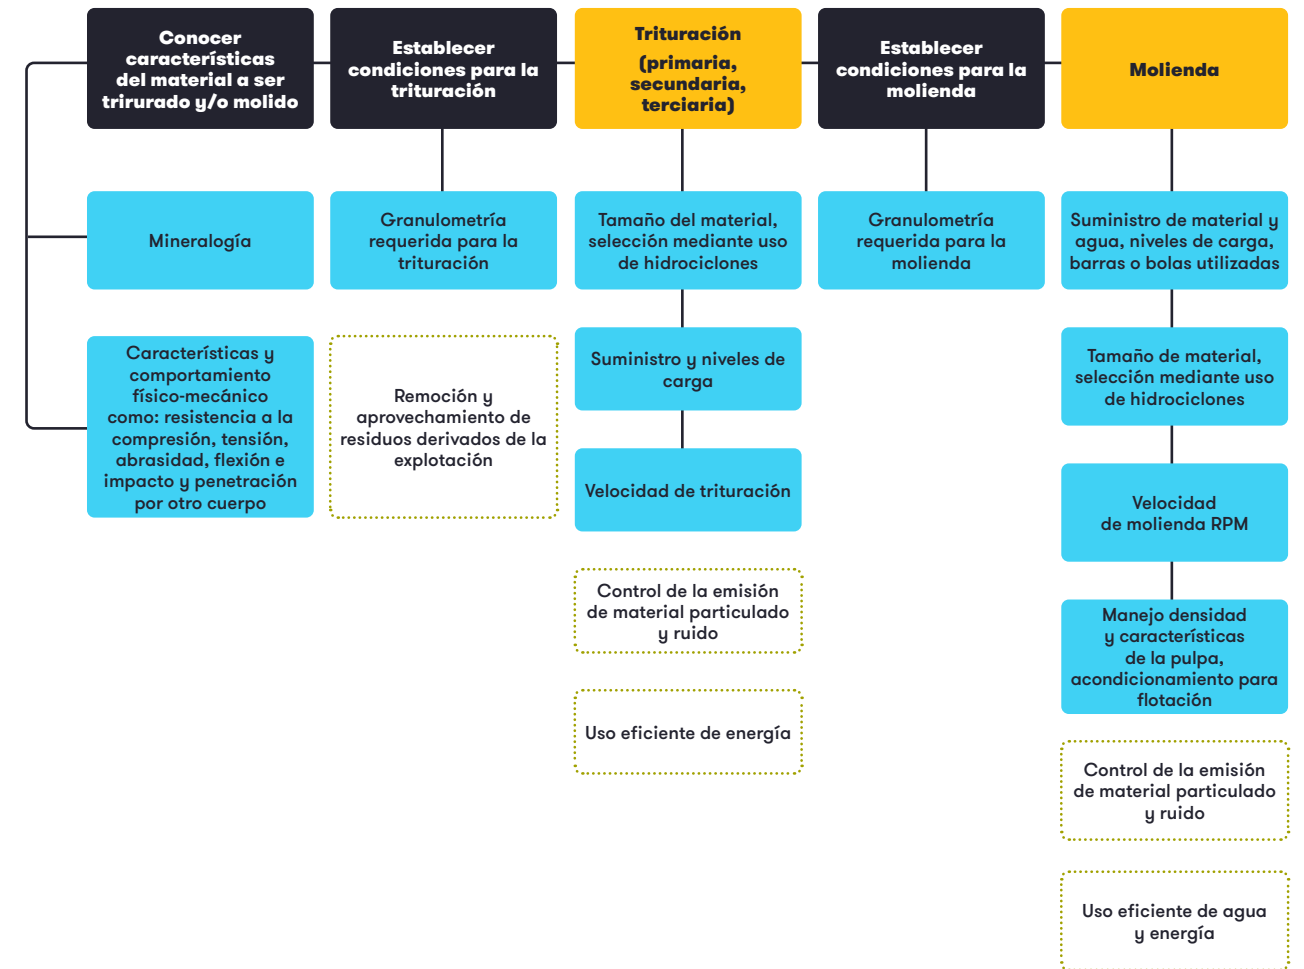 Conocer
características
del material a ser
trirurado y/o molido
Establecer
condiciones para la
trituración
Trituración
(primaria,
secundaria,
terciaria)
Establecer
condiciones para la
molienda
Molienda
Mineralogía
Granulometría
requerida para la
trituración
Tamaño del material,
selección mediante uso
de hidrociclones
Granulometría
requerida para la
molienda
Suministro de material y
agua, niveles de carga,
barras o bolas utilizadas
Características y
comportamiento
físico-mecánico
como: resistencia a la
compresión, tensión,
abrasidad, flexión e
impacto y penetración
por otro cuerpo
Remoción y
aprovechamiento de
residuos derivados de la
explotación
Suministro y niveles de
carga
Tamaño de material,
selección mediante uso
de hidrociclones
Velocidad de trituración
Velocidad
de molienda RPM
Control de la emisión
de material particulado
y ruido
Manejo densidad
y características
de la pulpa,
acondicionamiento para
flotación
Uso eficiente de energía
Control de la emisión
de material particulado
y ruido
Uso eficiente de agua
y energía